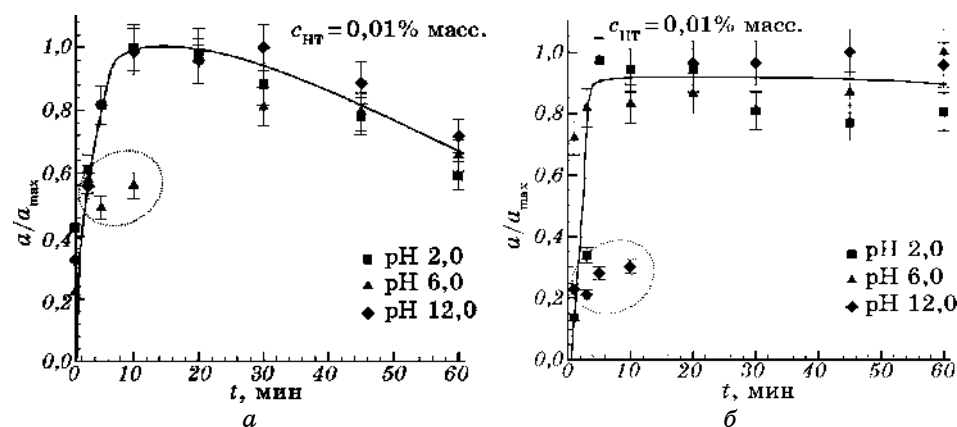 c_НТ = 0,01% масс.
1,0
0,8
0,6
0,4
0,2
0,0
a/a_max
pH 2,0
pH 6,0
pH 12,0
0 10 20 30 40 50 60
t, мин
а
c_НТ = 0,01% масс.
1,0
0,8
0,6
0,4
0,2
0,0
a/a_max
pH 2,0
pH 6,0
pH 12,0
0 10 20 30 40 50 60
t, мин
б